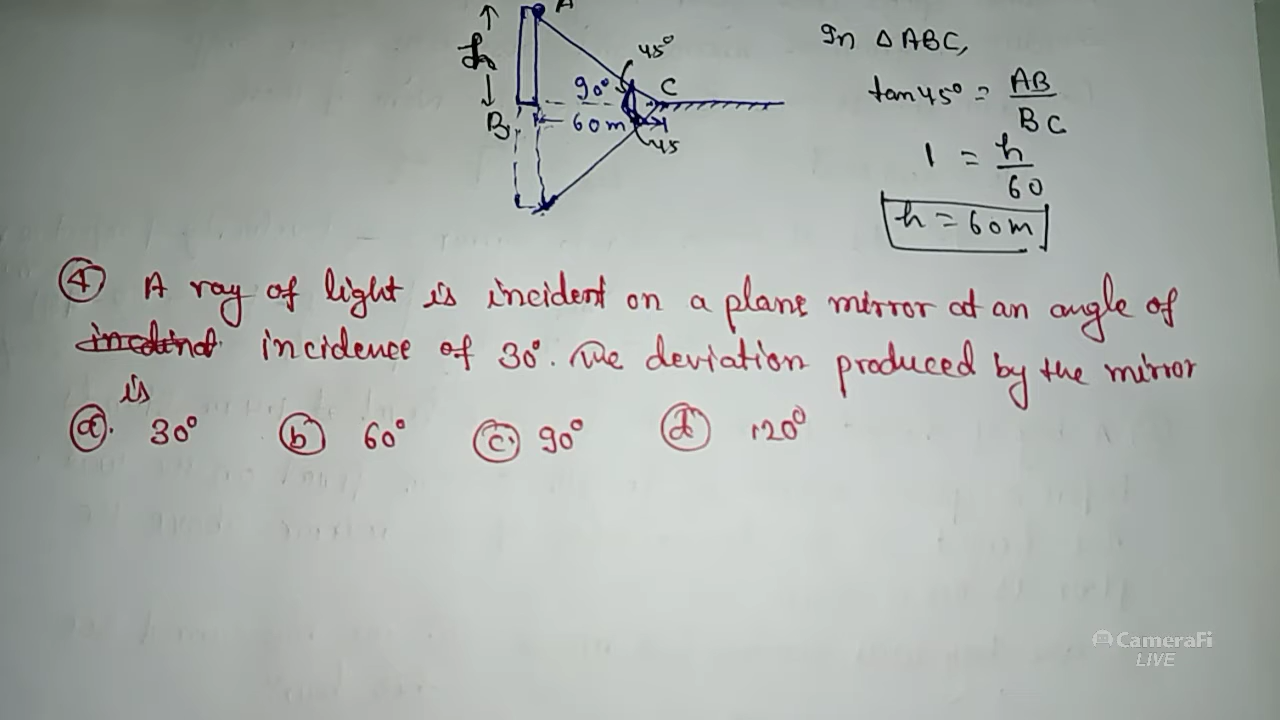 A
h
45°
90°
C
B
60m
45
In △ABC,
tan45° = AB/BC
1 = h/60
h = 60m
④ A ray of light is incident on a plane mirror at an angle of
incidence of 30°. The deviation produced by the mirror
is
ⓐ. 30° ⓑ 60° ⓒ 90° ⓓ 120°
CameraFi
LIVE